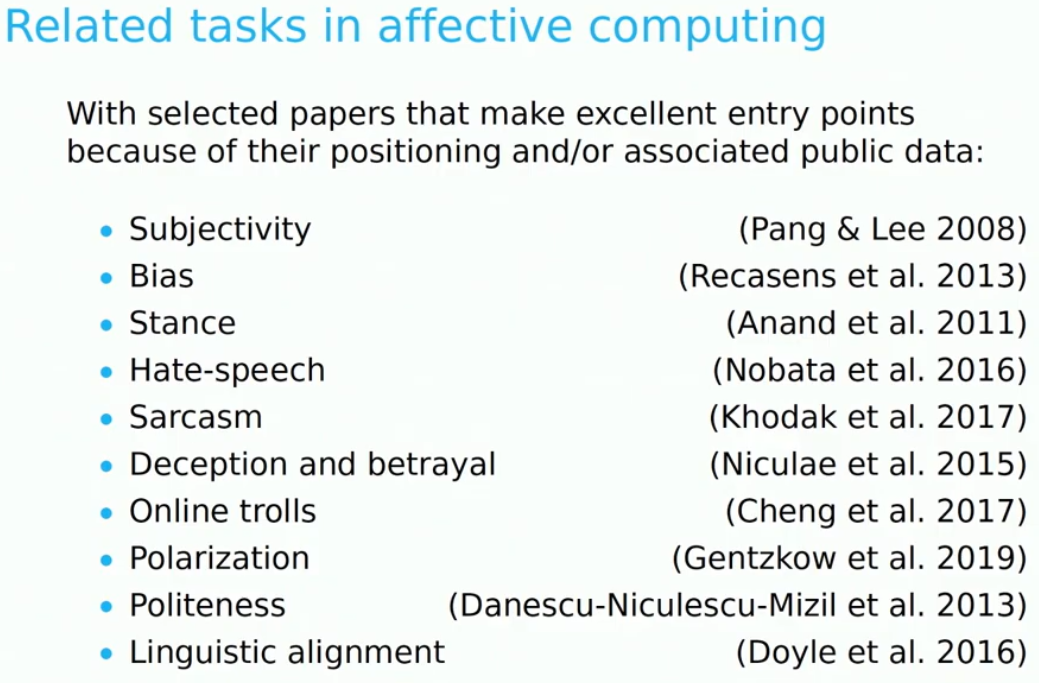 Related tasks in affective computing
With selected papers that make excellent entry points
because of their positioning and/or associated public data:
• Subjectivity (Pang & Lee 2008)
• Bias (Recasens et al. 2013)
• Stance (Anand et al. 2011)
• Hate-speech (Nobata et al. 2016)
• Sarcasm (Khodak et al. 2017)
• Deception and betrayal (Niculae et al. 2015)
• Online trolls (Cheng et al. 2017)
• Polarization (Gentzkow et al. 2019)
• Politeness (Danescu-Niculescu-Mizil et al. 2013)
• Linguistic alignment (Doyle et al. 2016)